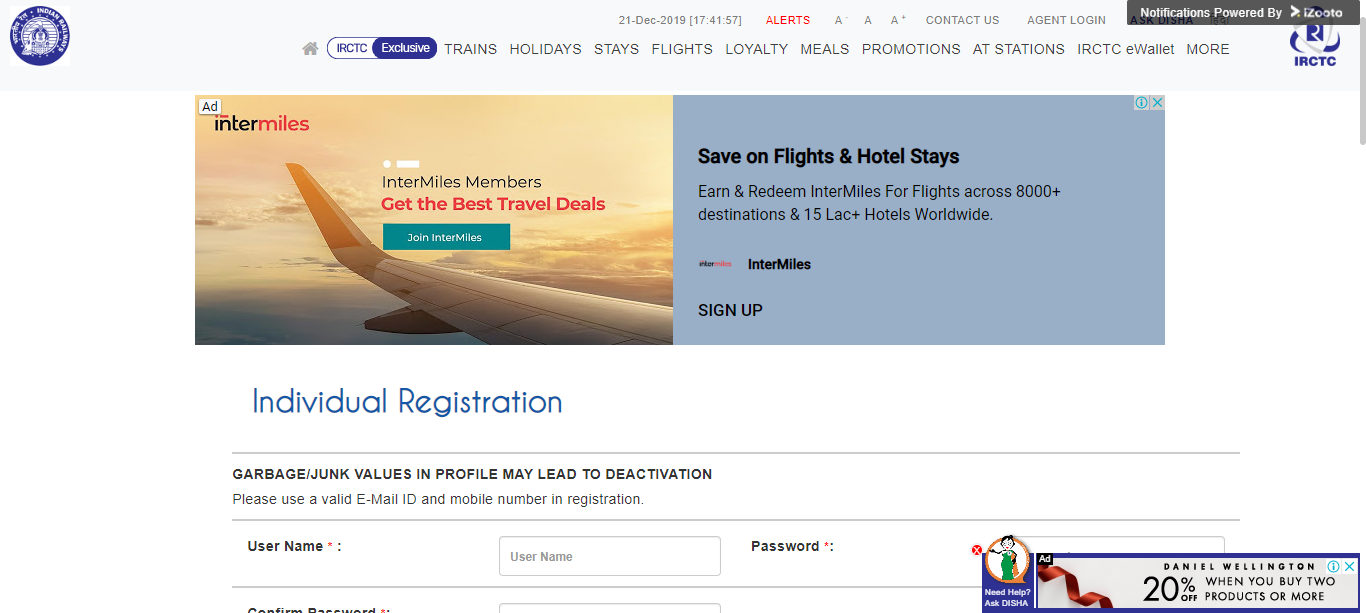 INDIAN RAILWAYS
21-Dec-2019 [17:41:57] ALERTS A- A A+ CONTACT US AGENT LOGIN ASK DISHA
Notifications Powered By iZooto
IRCTC Exclusive TRAINS HOLIDAYS STAYS FLIGHTS LOYALTY MEALS PROMOTIONS AT STATIONS IRCTC eWallet MORE
IRCTC
Ad
intermiles
InterMiles Members
Get the Best Travel Deals
Join InterMiles
Save on Flights & Hotel Stays
Earn & Redeem InterMiles For Flights across 8000+
destinations & 15 Lac+ Hotels Worldwide.
intermiles InterMiles
SIGN UP
Individual Registration
GARBAGE/JUNK VALUES IN PROFILE MAY LEAD TO DEACTIVATION
Please use a valid E-Mail ID and mobile number in registration.
User Name * : User Name Password *:
Confirm Password *:
Need Help?
Ask DISHA
Ad
DANIEL WELLINGTON
20% OFF WHEN YOU BUY TWO
PRODUCTS OR MORE